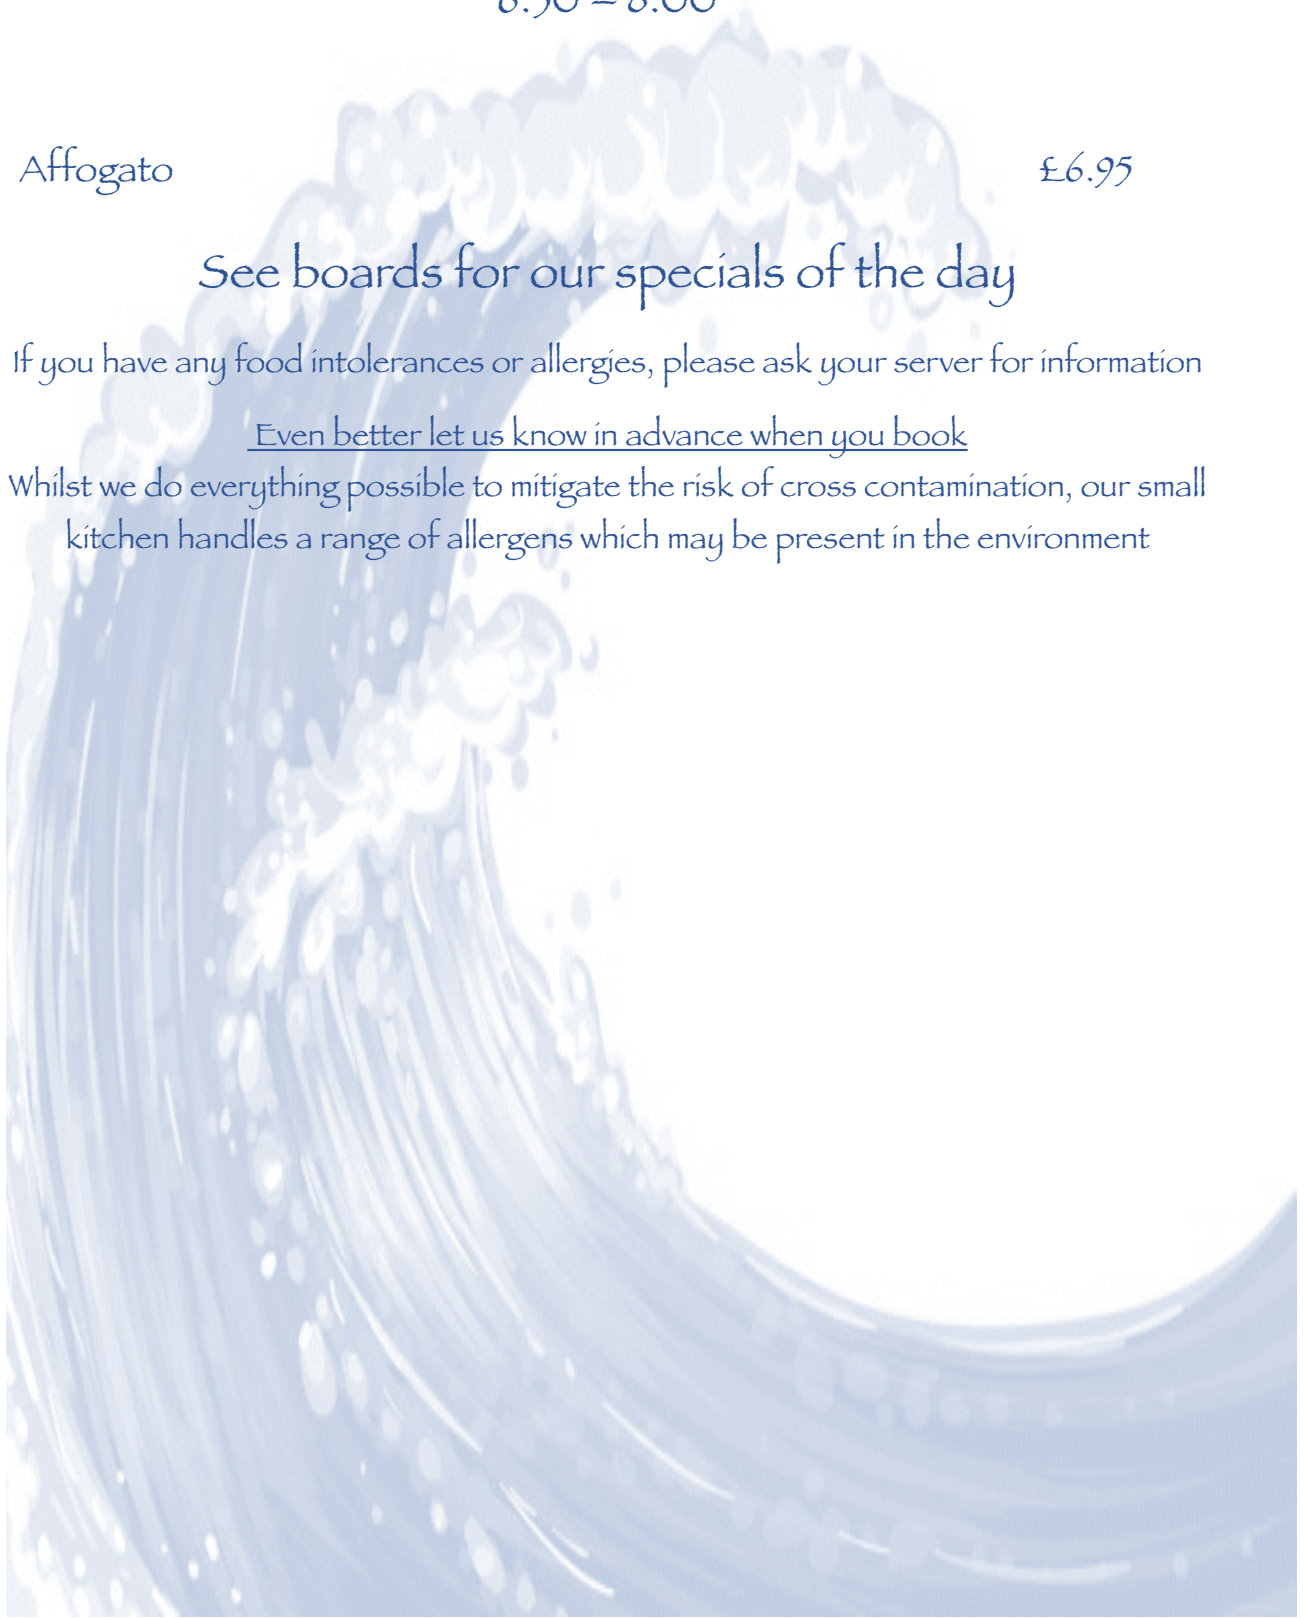 Affogato £6.95
See boards for our specials of the day
If you have any food intolerances or allergies, please ask your server for information
Even better let us know in advance when you book
Whilst we do everything possible to mitigate the risk of cross contamination, our small
kitchen handles a range of allergens which may be present in the environment